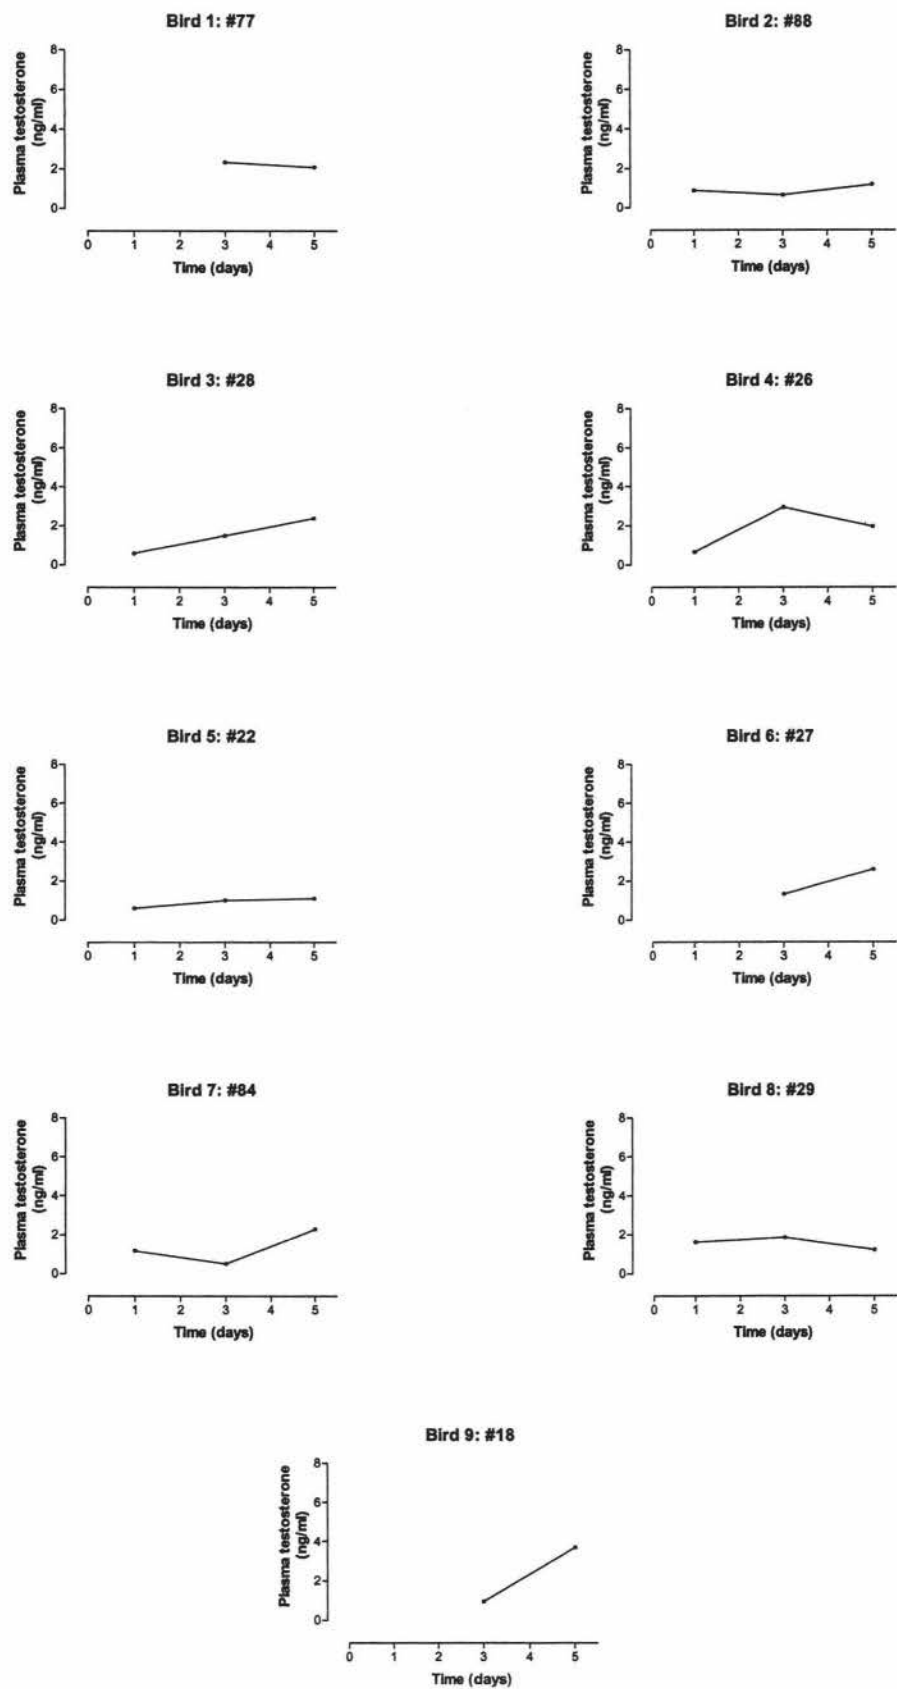 Bird 1: #77
Plasma testosterone
(ng/ml)
8
6
4
2
0
0 1 2 3 4 5
Time (days)
Bird 2: #88
Plasma testosterone
(ng/ml)
8
6
4
2
0
0 1 2 3 4 5
Time (days)
Bird 3: #28
Plasma testosterone
(ng/ml)
8
6
4
2
0
0 1 2 3 4 5
Time (days)
Bird 4: #26
Plasma testosterone
(ng/ml)
8
6
4
2
0
0 1 2 3 4 5
Time (days)
Bird 5: #22
Plasma testosterone
(ng/ml)
8
6
4
2
0
0 1 2 3 4 5
Time (days)
Bird 6: #27
Plasma testosterone
(ng/ml)
8
6
4
2
0
0 1 2 3 4 5
Time (days)
Bird 7: #84
Plasma testosterone
(ng/ml)
8
6
4
2
0
0 1 2 3 4 5
Time (days)
Bird 8: #29
Plasma testosterone
(ng/ml)
8
6
4
2
0
0 1 2 3 4 5
Time (days)
Bird 9: #18
Plasma testosterone
(ng/ml)
8
6
4
2
0
0 1 2 3 4 5
Time (days)